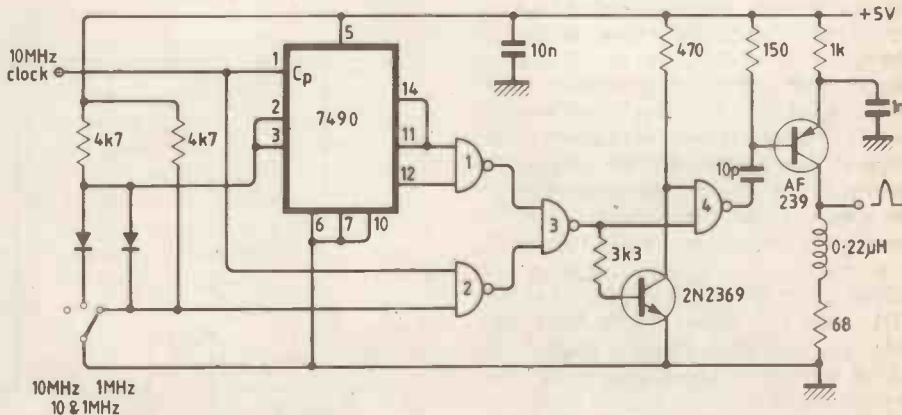 +5V
5
10n
470
150
1k
10MHz
clock
1
Cp
14
2
3
7490
11
4k7
4k7
12
1
10p
4
AF
239
6
7
10
3
3k3
0·22µH
2
2N2369
68
10MHz 1MHz
10 & 1MHz